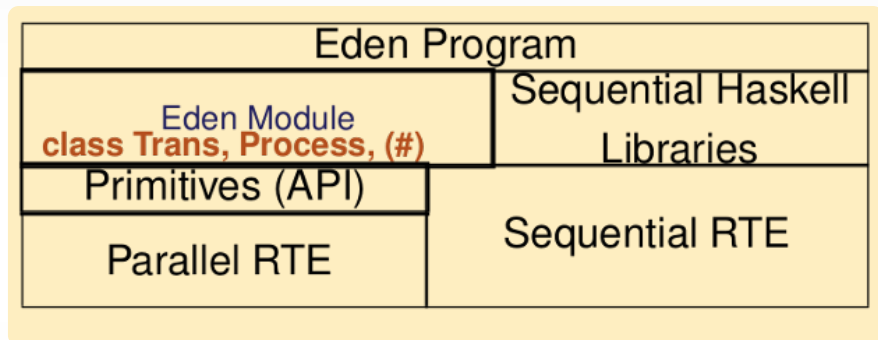 Eden Program
Eden Module
class Trans, Process, (#)
Sequential Haskell
Libraries
Primitives (API)
Parallel RTE
Sequential RTE